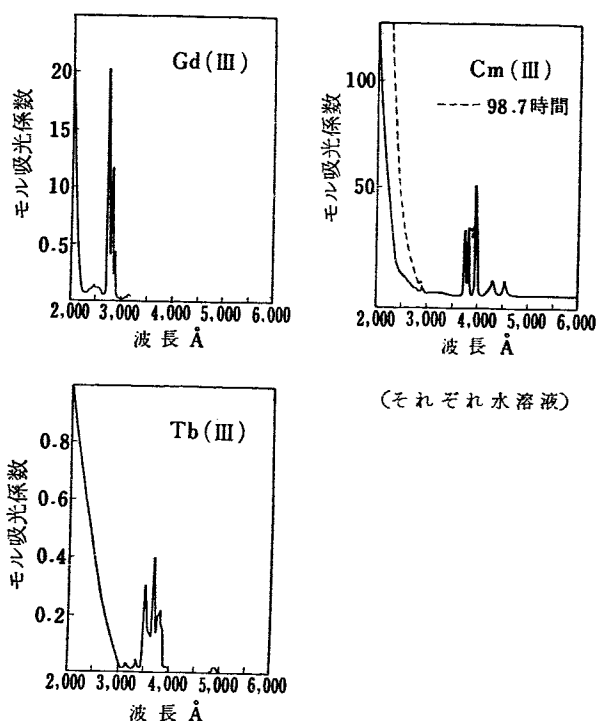 Gd(III)
モル吸光係数
20
15
10
0.5
2,000 3,000 4,000 5,000 6,000
波長 Å
Cm(III)
----- 98.7時間
モル吸光係数
100
50
2,000 3,000 4,000 5,000 6,000
波長 Å
(それぞれ水溶液)
Tb(III)
モル吸光係数
0.8
0.6
0.4
0.2
2,000 3,000 4,000 5,000 6,000
波長 Å